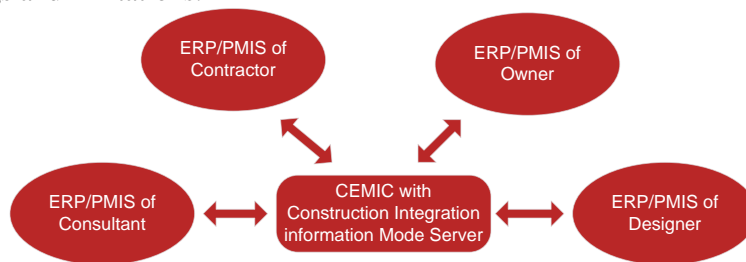 ERP/PMIS of
Contractor
ERP/PMIS of
Owner
ERP/PMIS of
Consultant
CEMIC with
Construction Integration
information Mode Server
ERP/PMIS of
Designer